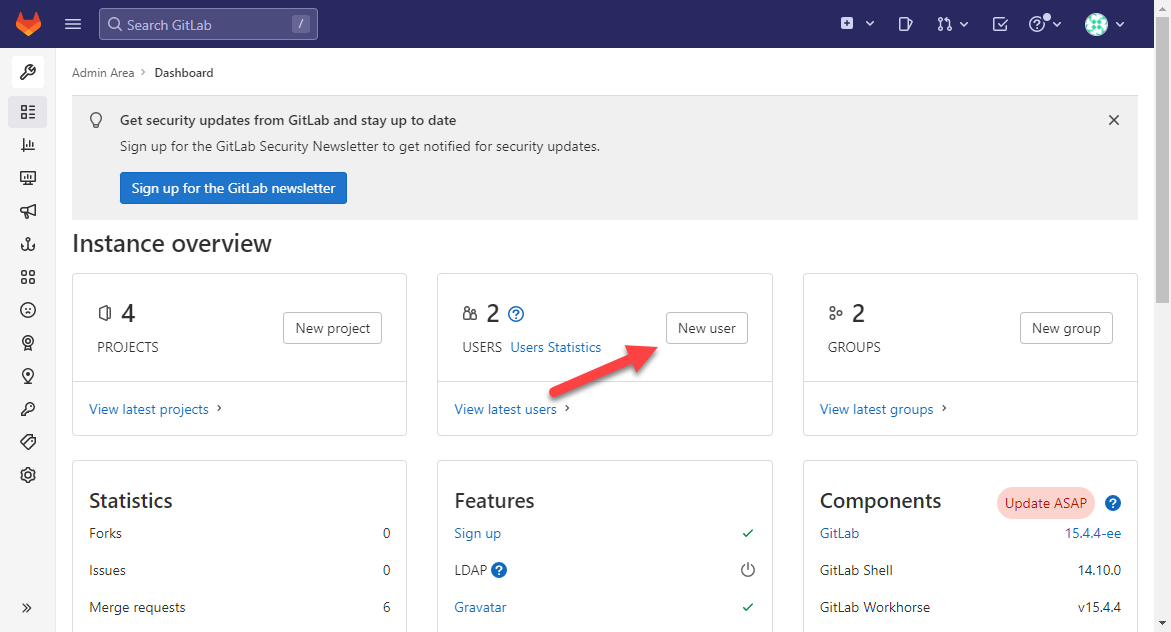 Search GitLab /
Admin Area › Dashboard
Get security updates from GitLab and stay up to date
Sign up for the GitLab Security Newsletter to get notified for security updates.
Sign up for the GitLab newsletter
Instance overview
4
PROJECTS
New project
View latest projects ›
2 ?
USERS Users Statistics
New user
View latest users ›
2
GROUPS
New group
View latest groups ›
Statistics
Forks 0
Issues 0
Merge requests 6
Features
Sign up
LDAP ?
Gravatar
Components Update ASAP ?
GitLab 15.4.4-ee
GitLab Shell 14.10.0
GitLab Workhorse v15.4.4